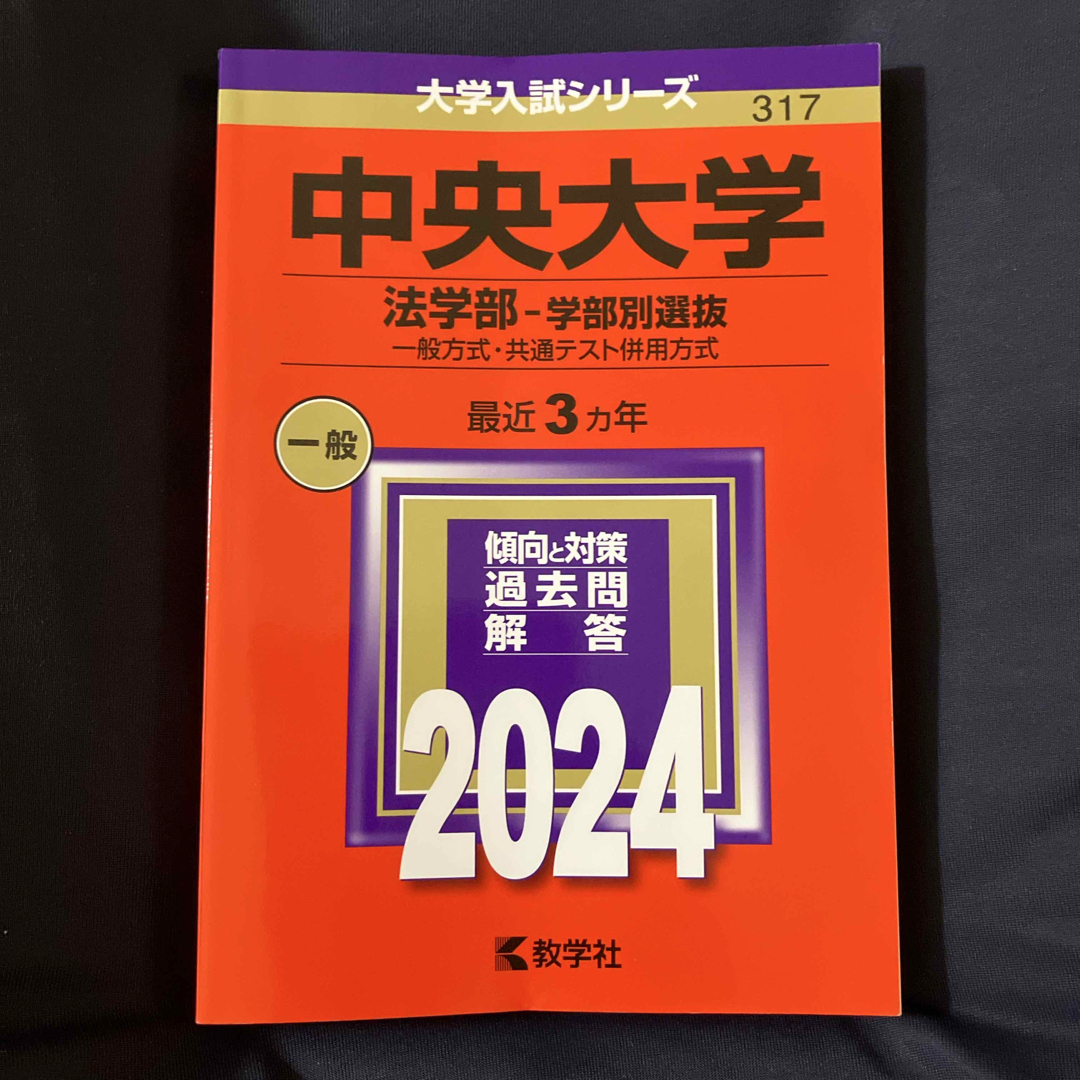 大学入試シリーズ
317
中央大学
法学部-学部別選抜
一般方式・共通テスト併用方式
最近3カ年
一般
傾向と対策
過去問
解答
2024
教学社